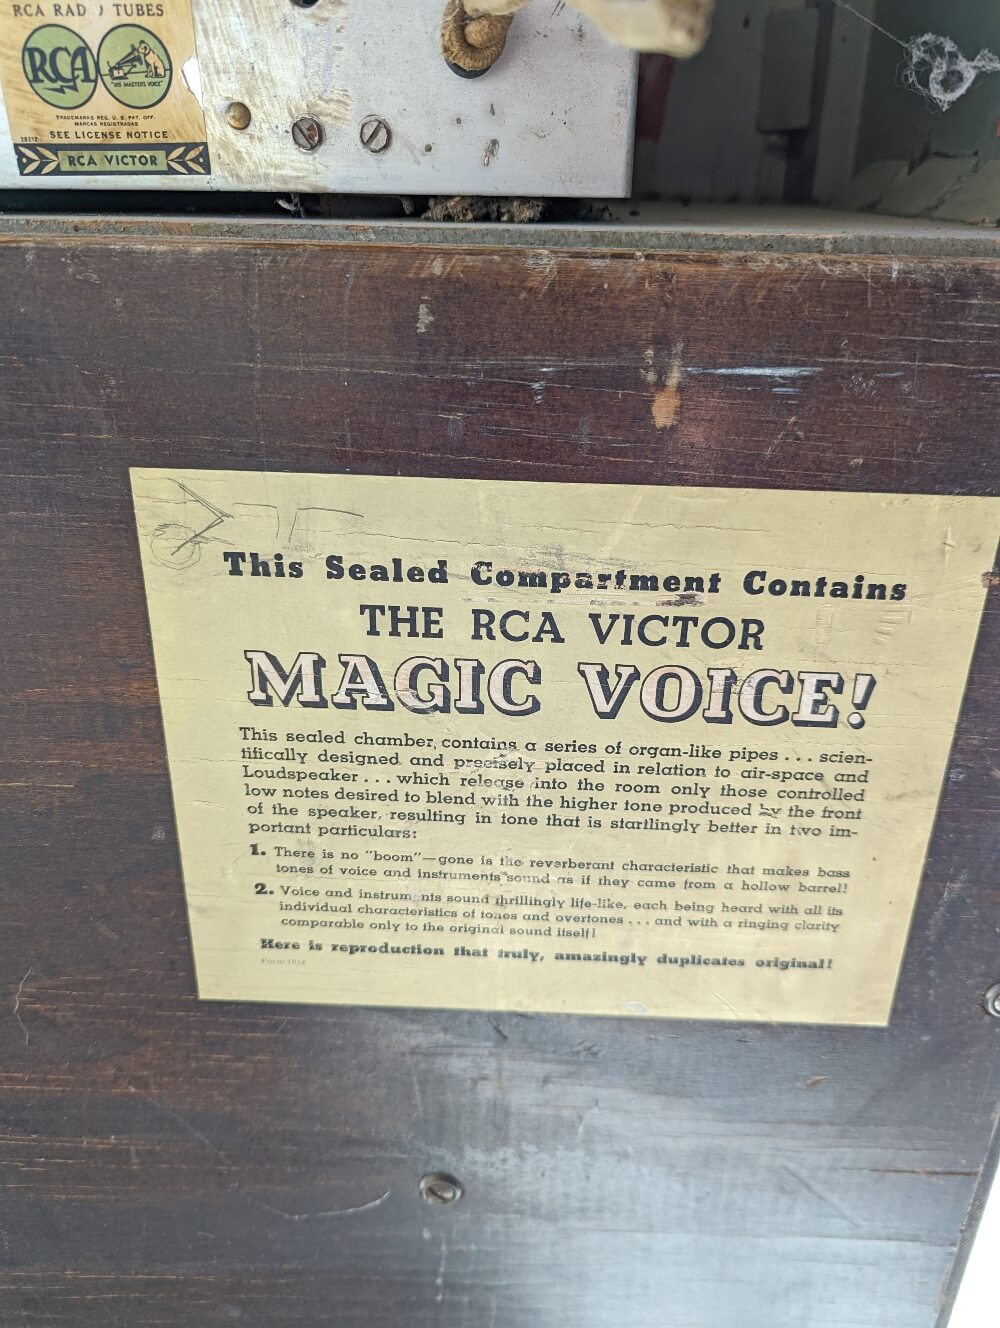 RCA RAD O TUBES
RCA
"HIS MASTERS VOICE"
TRADEMARKS REG. U. S. PAT. OFF.
MARCAS REGISTRADAS
SEE LICENSE NOTICE
RCA VICTOR
This Sealed Compartment Contains
THE RCA VICTOR
MAGIC VOICE!
This sealed chamber contains a series of organ-like pipes . . . scien-
tifically designed and precisely placed in relation to air-space and
Loudspeaker . . . which release into the room only those controlled
low notes desired to blend with the higher tone produced by the front
of the speaker, resulting in tone that is startlingly better in two im-
portant particulars:
1. There is no "boom"—gone is the reverberant characteristic that makes bass
tones of voice and instruments sound as if they came from a hollow barrel!
2. Voice and instruments sound thrillingly life-like, each being heard with all its
individual characteristics of tones and overtones . . . and with a ringing clarity
comparable only to the original sound itself!
Here is reproduction that truly, amazingly duplicates original!